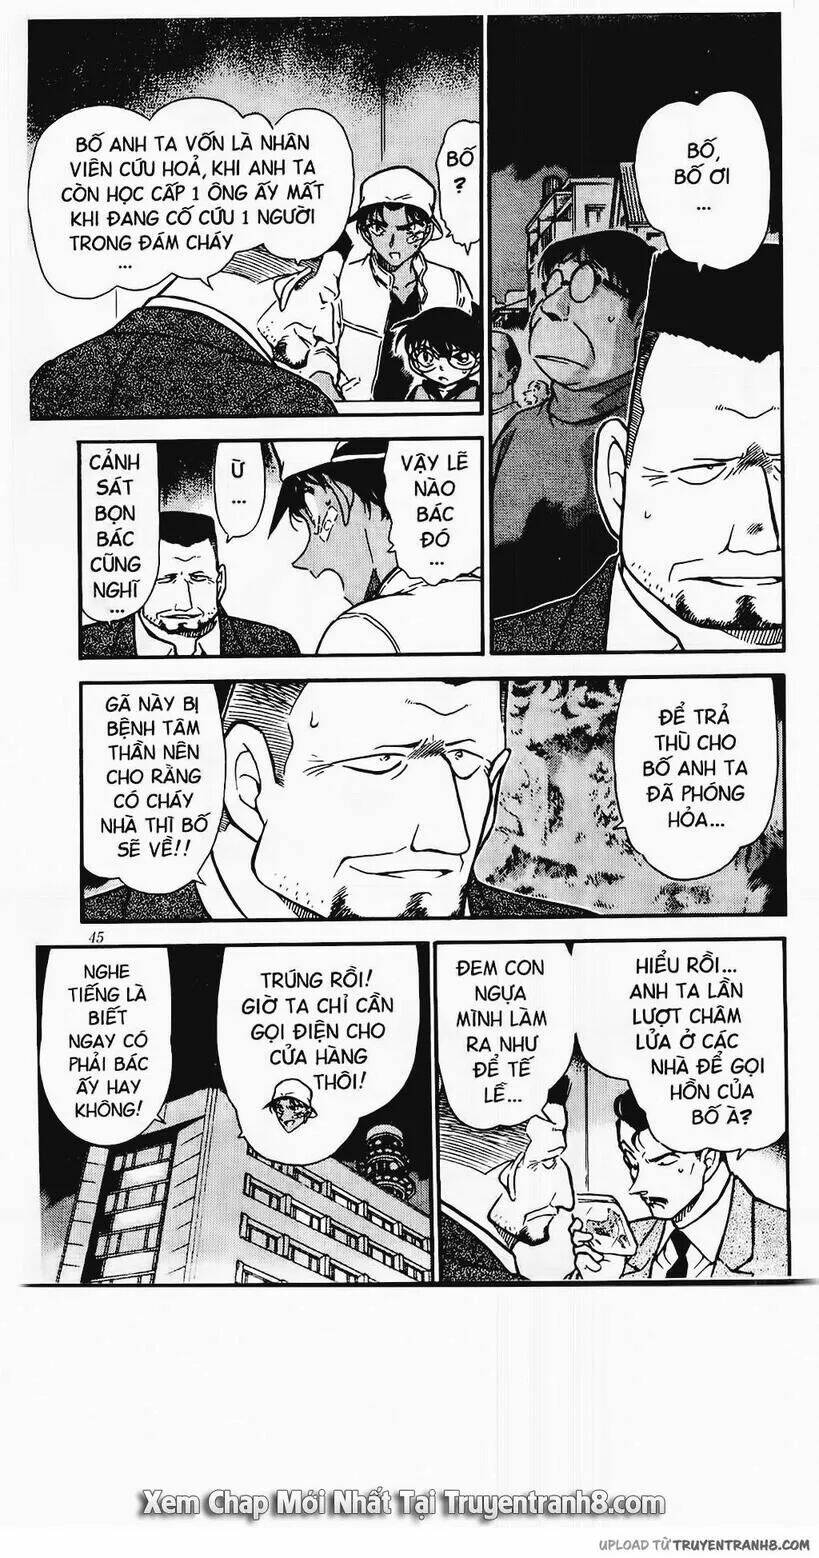 BỐ,
BỐ ƠI
...
BỐ
?
BỐ ANH TA VỐN LÀ NHÂN
VIÊN CỨU HOẢ, KHI ANH TA
CÒN HỌC CẤP 1 ÔNG ẤY MẤT
KHI ĐANG CỐ CỨU 1 NGƯỜI
TRONG ĐÁM CHÁY
...
VẬY LẼ
NÀO
BÁC
ĐÓ
...
Ừ
...
CẢNH
SÁT
BỌN
BÁC
CŨNG
NGHĨ
...
ĐỂ TRẢ
THÙ CHO
BỐ ANH TA
ĐÃ PHÓNG
HỎA...
GÃ NÀY BỊ
BỆNH TÂM
THẦN NÊN
CHO RẰNG
CÓ CHÁY
NHÀ THÌ BỐ
SẼ VỀ!!
45
HIỂU RỒI...
ANH TA LẦN
LƯỢT CHÂM
LỬA Ở CÁC
NHÀ ĐỂ GỌI
HỒN CỦA
BỐ À?
ĐEM CON
NGỰA
MÌNH LÀM
RA NHƯ
ĐỂ TẾ
LỄ...
TRÚNG RỒI!
GIỜ TA CHỈ CẦN
GỌI ĐIỆN CHO
CỬA HÀNG
THÔI!
NGHE
TIẾNG LÀ
BIẾT
NGAY CÓ
PHẢI BÁC
ẤY HAY
KHÔNG!
Xem Chap Mới Nhất Tại Truyentranh8.com
UPLOAD TỪ TRUYENTRANH8.COM